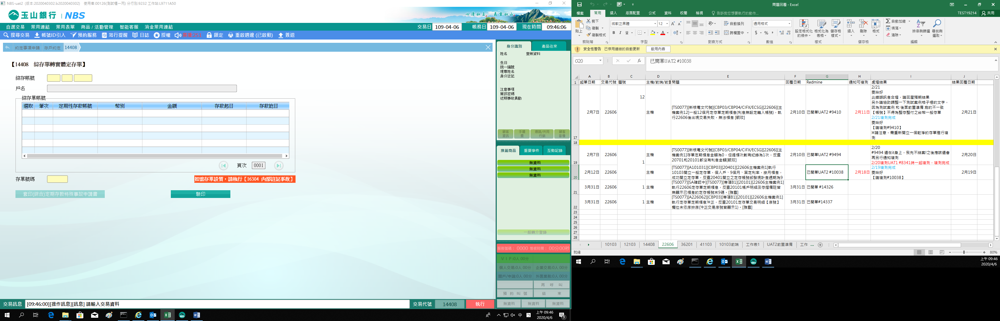 NBS-uat2 (版本:2020040302.b2020040302) 使用者:00126(測試櫃一丙) 分行別:9232 工作站:L9711A50
玉山銀行 | NBS
心清如玉, 義重如山
自選交易 常用連結 常用表單 商品 / 活動管理 智能客服 消金常用連結
交易日 109-04-06 帳務日 109-04-06 現在時間 09:46:06
搜尋交易 帳號ID引入 預約服務 蒞行提醒 日誌 授權 廣播:251 鎖定 重啟週邊 (已啟動) 簽退
約定事項申請 存戶約定 14408
【14408 綜存單轉實體定存單】
綜存帳號
戶名
綜存單帳號
選取 筆次 定期性存款帳號 幣別 金額 存款起日 存款訖日
頁次 0001
存單號碼
如需存單設質，請執行【16304 內部註記事故】
套印(綜合)定期存款特殊事故申請書
驗印
身分識別 產品往來
姓名 查無資料
生日
統一編號
理專姓名
身分註記
注意事項
簡訊密碼
近期事故異動
顧客資訊 手續費 通路/共同行銷 顧客影像
推薦商品 重要事件 互動記錄
無資料
無資料
無資料
一般轉介登錄
服務號碼： 0000 等候時間： 00分00秒
ＶＩＰ:0人 00分
個人交易:0人 00分 企業交易:0人 00分
開戶/申請:0人 00分 外匯業務:0人 00分
再 呼 叫
預 約 叫 號 結 束
無資料 無資料 無資料
交易訊息 [09:46:00][操作訊息][訊息] 請輸入交易資料
交易代號 14408 執行
中
上午 09:46
2020/4/6
3
問題回覆 - Excel
檔案 常用 插入 版面配置 公式 資料 校閱 檢視 告訴我您想要執行的動作...
TEST19214 共用
貼上 剪下 複製 複製格式
微軟正黑體 12
B I U
自動換列
跨欄置中
通用格式
設定格式化的條件 格式化為表格 儲存格樣式
插入 刪除 格式
自動加總 填滿 清除
排序與篩選 尋找與選取
剪貼簿 字型 對齊方式 數值 樣式 儲存格 編輯
安全性警告 已停用連結的自動更新 啟用內容
G20 fx 已開單UAT2 #10038
A B C D E F G H I J
1 起單日期 交易代號 題號 主機/前端/前置 問題 回覆日期 Redmine 通知可複測 處理結果 結果回覆日期
17 2月7日 22606 12 主機
[TS0077][新核電文代號][CBP03/CBP04/CIFX/ECSG][22606][主
機案例12]一般12個月定存單定期領息(利息無設定轉入帳號)，執
行22606後出現交易失敗，無法領息 [毓玟]
2月10日 已開單UAT2 #9410 2月11日
2/21
雯玲好
此錯誤訊息合理，請回歸預期結果
另外請協助調整一下測試案例格子裡的文字，
因為測試案例 和 後面前置準備 寫的不一致
【帳號】不得為整存整付之台幣一般存單
2/21複測完成
雯玲好
【請複測#9410】
※請注意，需重新開立一個乾淨的存單進行複
測
2月21日
18
19 2月7日 22606 1 主機
[TS0077][新核電文代號][CBP03/CBP04/CIFX/ECSG][22606][主
機案例1]存單定期領息金額為0，但提領次數有紀錄為1次，反查
20701和20101都沒有利息金額[毓玟]
2月10日 已開單UAT2 #9494
2/20
#9494 還在it身上，我先不結案!之後應該還會
再另行通知複測
2/20複測UAT1 #8341時一起複測，複測完成
2月20日
20 2月12日 22606 主機
[TS0077][A101031][CBP03][20401][22606主機案例1]執行
10103開立一般定存單，個人戶、9個月、固定利率，按月領息，
成功開立定存單，反查20401開立之定存帳號卻發現計息週期為9
已開單UAT2 #10038 2月18日
2/19複測完成
雯玲好
【請複測#10038】
2月19日
21 3月31日 22606 1 主機
[TS0077][SA確認中][TS0077][專項B1][20101][22606主機案例1]
執行22606定存單定期領息，反查20101帳戶明細及存摺備註皆
無顯示已領息的定存帳號末9碼。[雅雯]
3月31日 已開單 #14326
22 3月31日 22606 1 主機
[TS0077][A226062][CBP03][專項B1][20101][22606主機案例1]
執行定存單定期領息沖正，反查20101定存單交易明細【序號】
欄位未依序排序(沖正交易序號皆顯示1)。[雅雯]
3月31日 已開單#14337
23
24
25
26
27
28
10103 12103 14408 22606 36201 41103 10103前端 工作表1 UAT2前置準備 工作 ...
就緒
80%
上午 09:46
2020/4/6